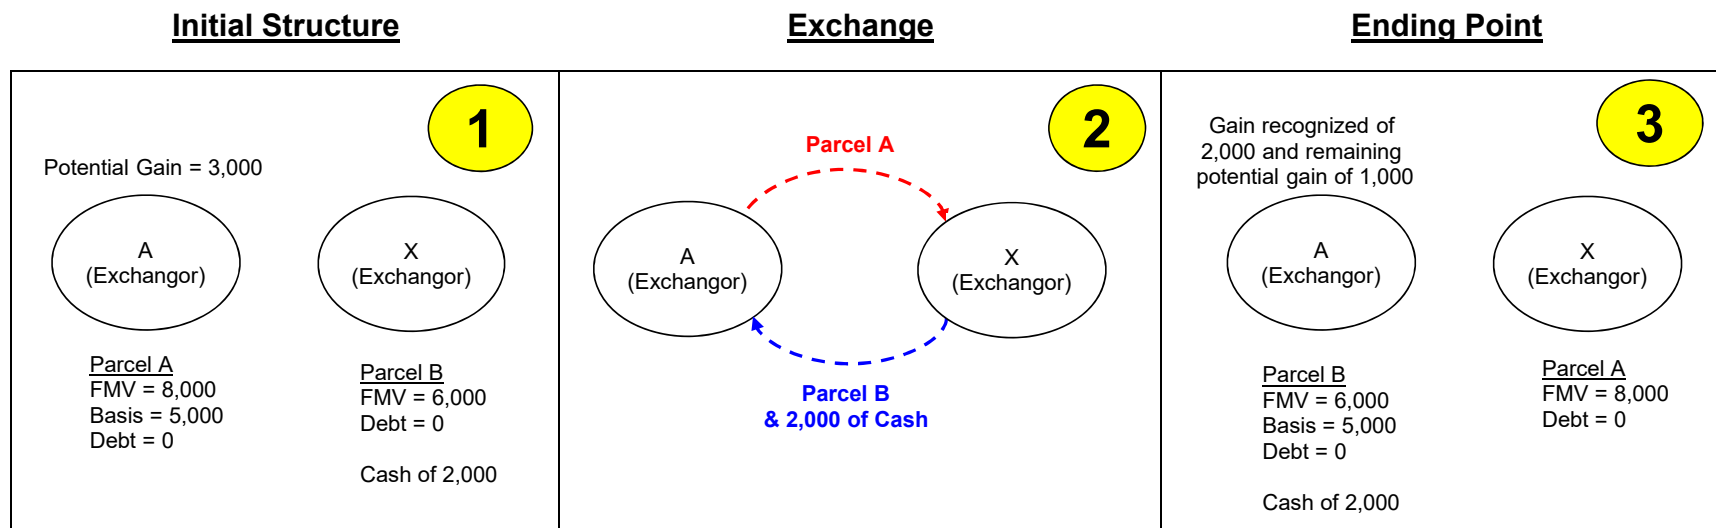 Initial Structure
Exchange
Ending Point
1
Potential Gain = 3,000
A
(Exchangor)
X
(Exchangor)
Parcel A
FMV = 8,000
Basis = 5,000
Debt = 0
Parcel B
FMV = 6,000
Debt = 0
Cash of 2,000
2
Parcel A
A
(Exchangor)
X
(Exchangor)
Parcel B
& 2,000 of Cash
3
Gain recognized of
2,000 and remaining
potential gain of 1,000
A
(Exchangor)
X
(Exchangor)
Parcel B
FMV = 6,000
Basis = 5,000
Debt = 0
Cash of 2,000
Parcel A
FMV = 8,000
Debt = 0